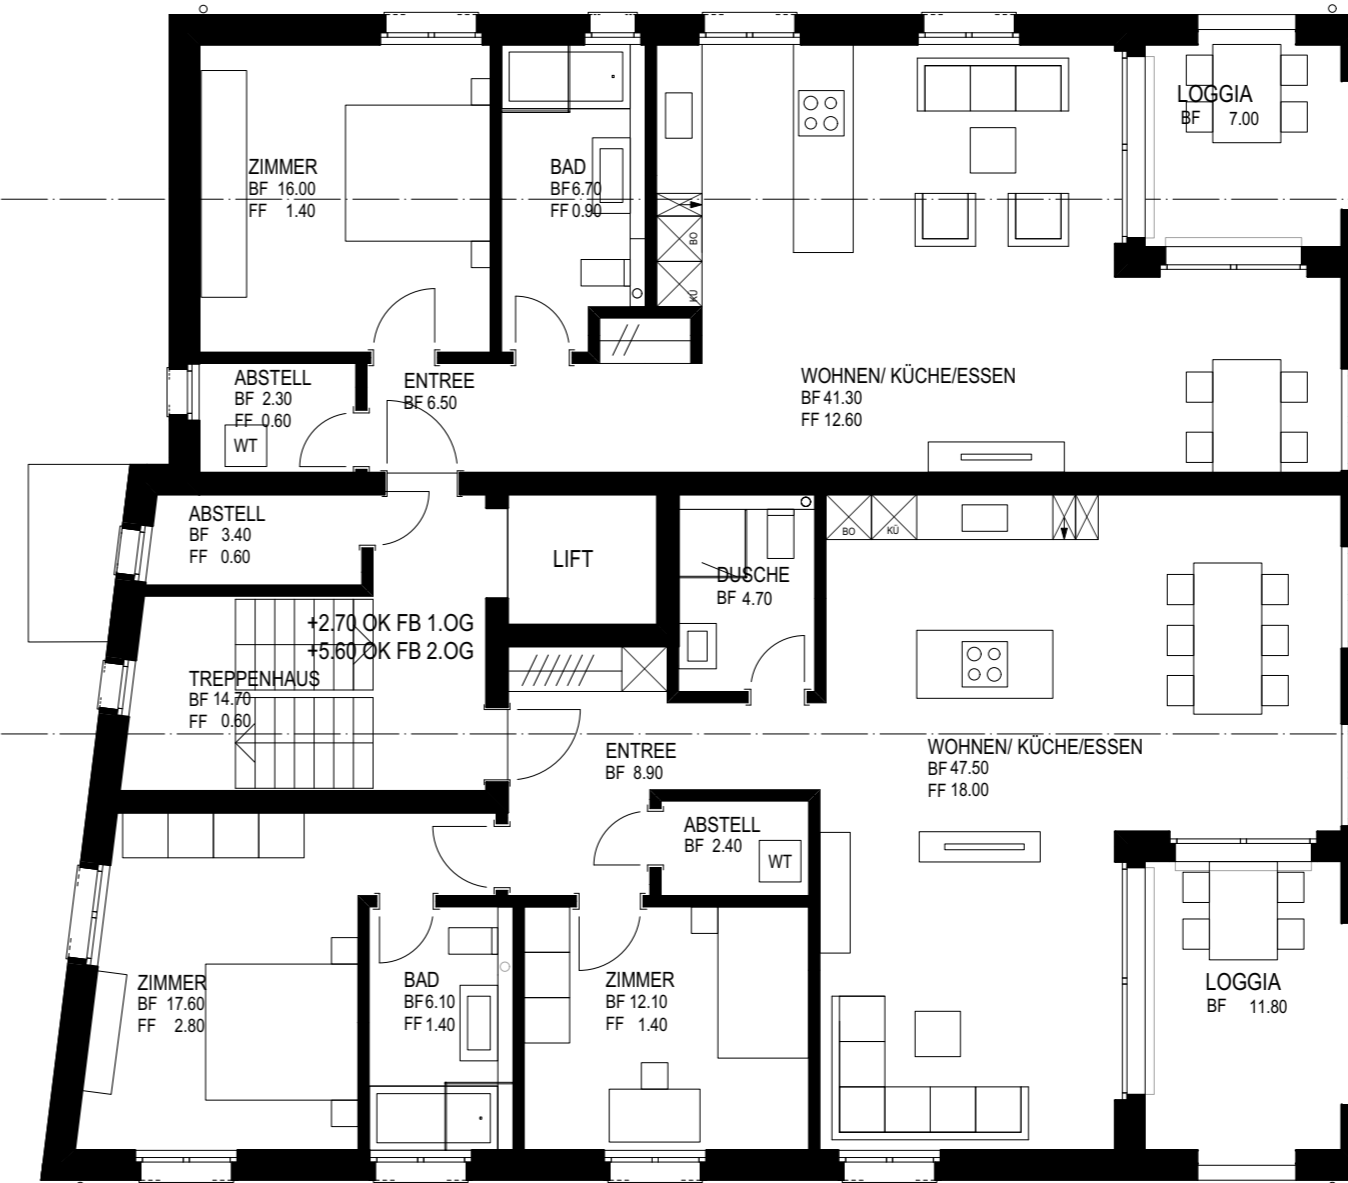 LOGGIA
BF 7.00
ZIMMER
BF 16.00
FF 1.40
BAD
BF 6.70
FF 0.90
BO
KÜ
ABSTELL
BF 2.30
FF 0.60
WT
ENTREE
BF 6.50
WOHNEN/ KÜCHE/ESSEN
BF 41.30
FF 12.60
ABSTELL
BF 3.40
FF 0.60
LIFT
DUSCHE
BF 4.70
BO
KÜ
+2.70 OK FB 1.OG
+5.60 OK FB 2.OG
TREPPENHAUS
BF 14.70
FF 0.60
ENTREE
BF 8.90
WOHNEN/ KÜCHE/ESSEN
BF 47.50
FF 18.00
ABSTELL
BF 2.40
WT
ZIMMER
BF 17.60
FF 2.80
BAD
BF 6.10
FF 1.40
ZIMMER
BF 12.10
FF 1.40
LOGGIA
BF 11.80